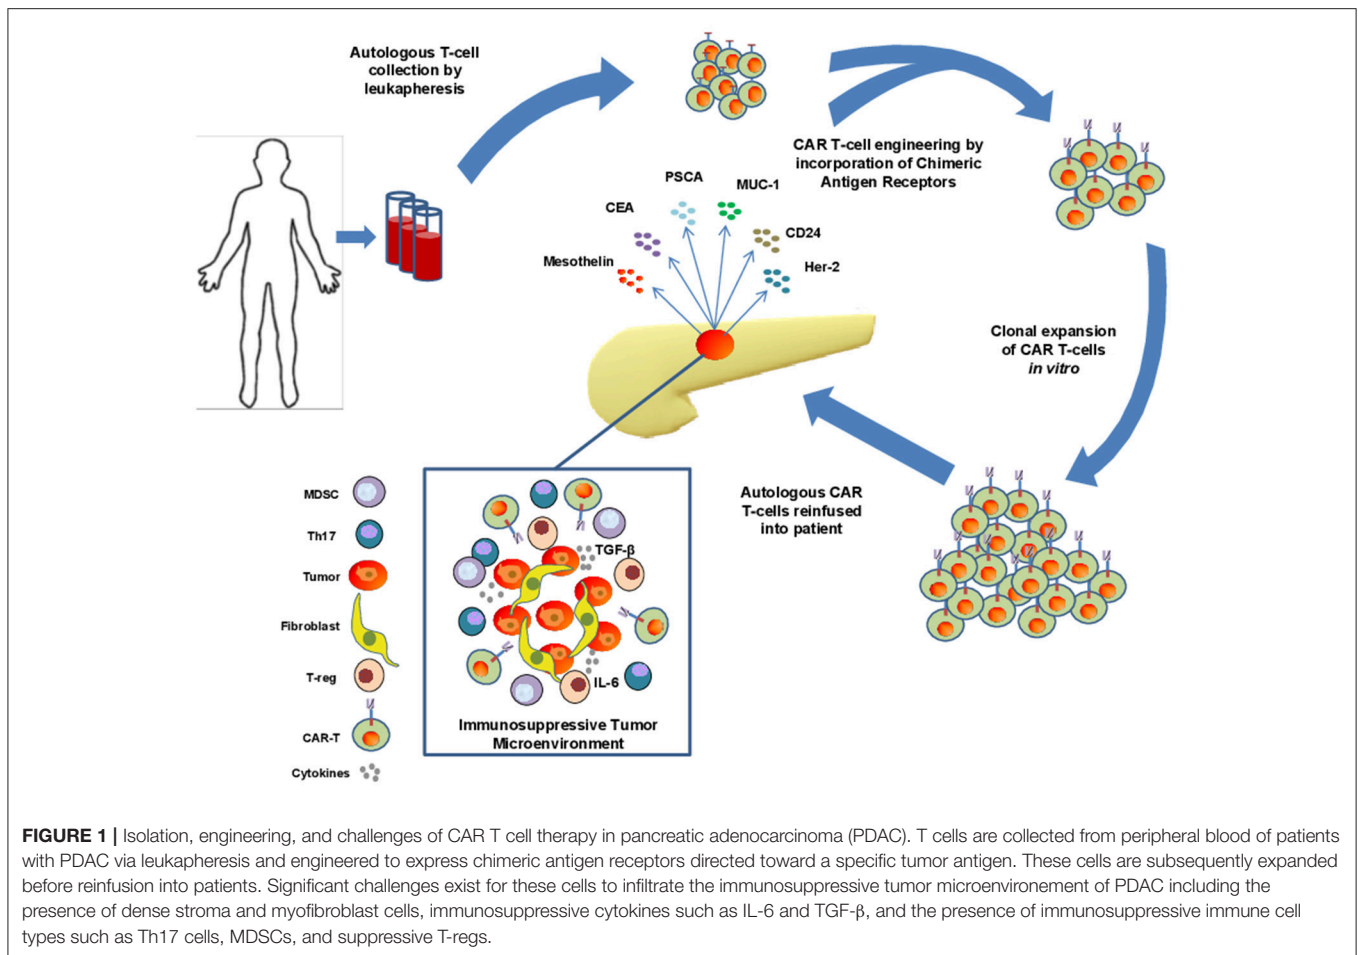 Autologous T-cell
collection by
leukapheresis
CAR T-cell engineering by
incorporation of Chimeric
Antigen Receptors
PSCA
MUC-1
CEA
CD24
Mesothelin
Her-2
Clonal expansion
of CAR T-cells
in vitro
Autologous CAR
T-cells reinfused
into patient
MDSC
Th17
Tumor
Fibroblast
T-reg
CAR-T
Cytokines
TGF-β
IL-6
Immunosuppressive Tumor
Microenvironment
FIGURE 1 | Isolation, engineering, and challenges of CAR T cell therapy in pancreatic adenocarcinoma (PDAC). T cells are collected from peripheral blood of patients
with PDAC via leukapheresis and engineered to express chimeric antigen receptors directed toward a specific tumor antigen. These cells are subsequently expanded
before reinfusion into patients. Significant challenges exist for these cells to infiltrate the immunosuppressive tumor microenvironement of PDAC including the
presence of dense stroma and myofibroblast cells, immunosuppressive cytokines such as IL-6 and TGF-β, and the presence of immunosuppressive immune cell
types such as Th17 cells, MDSCs, and suppressive T-regs.